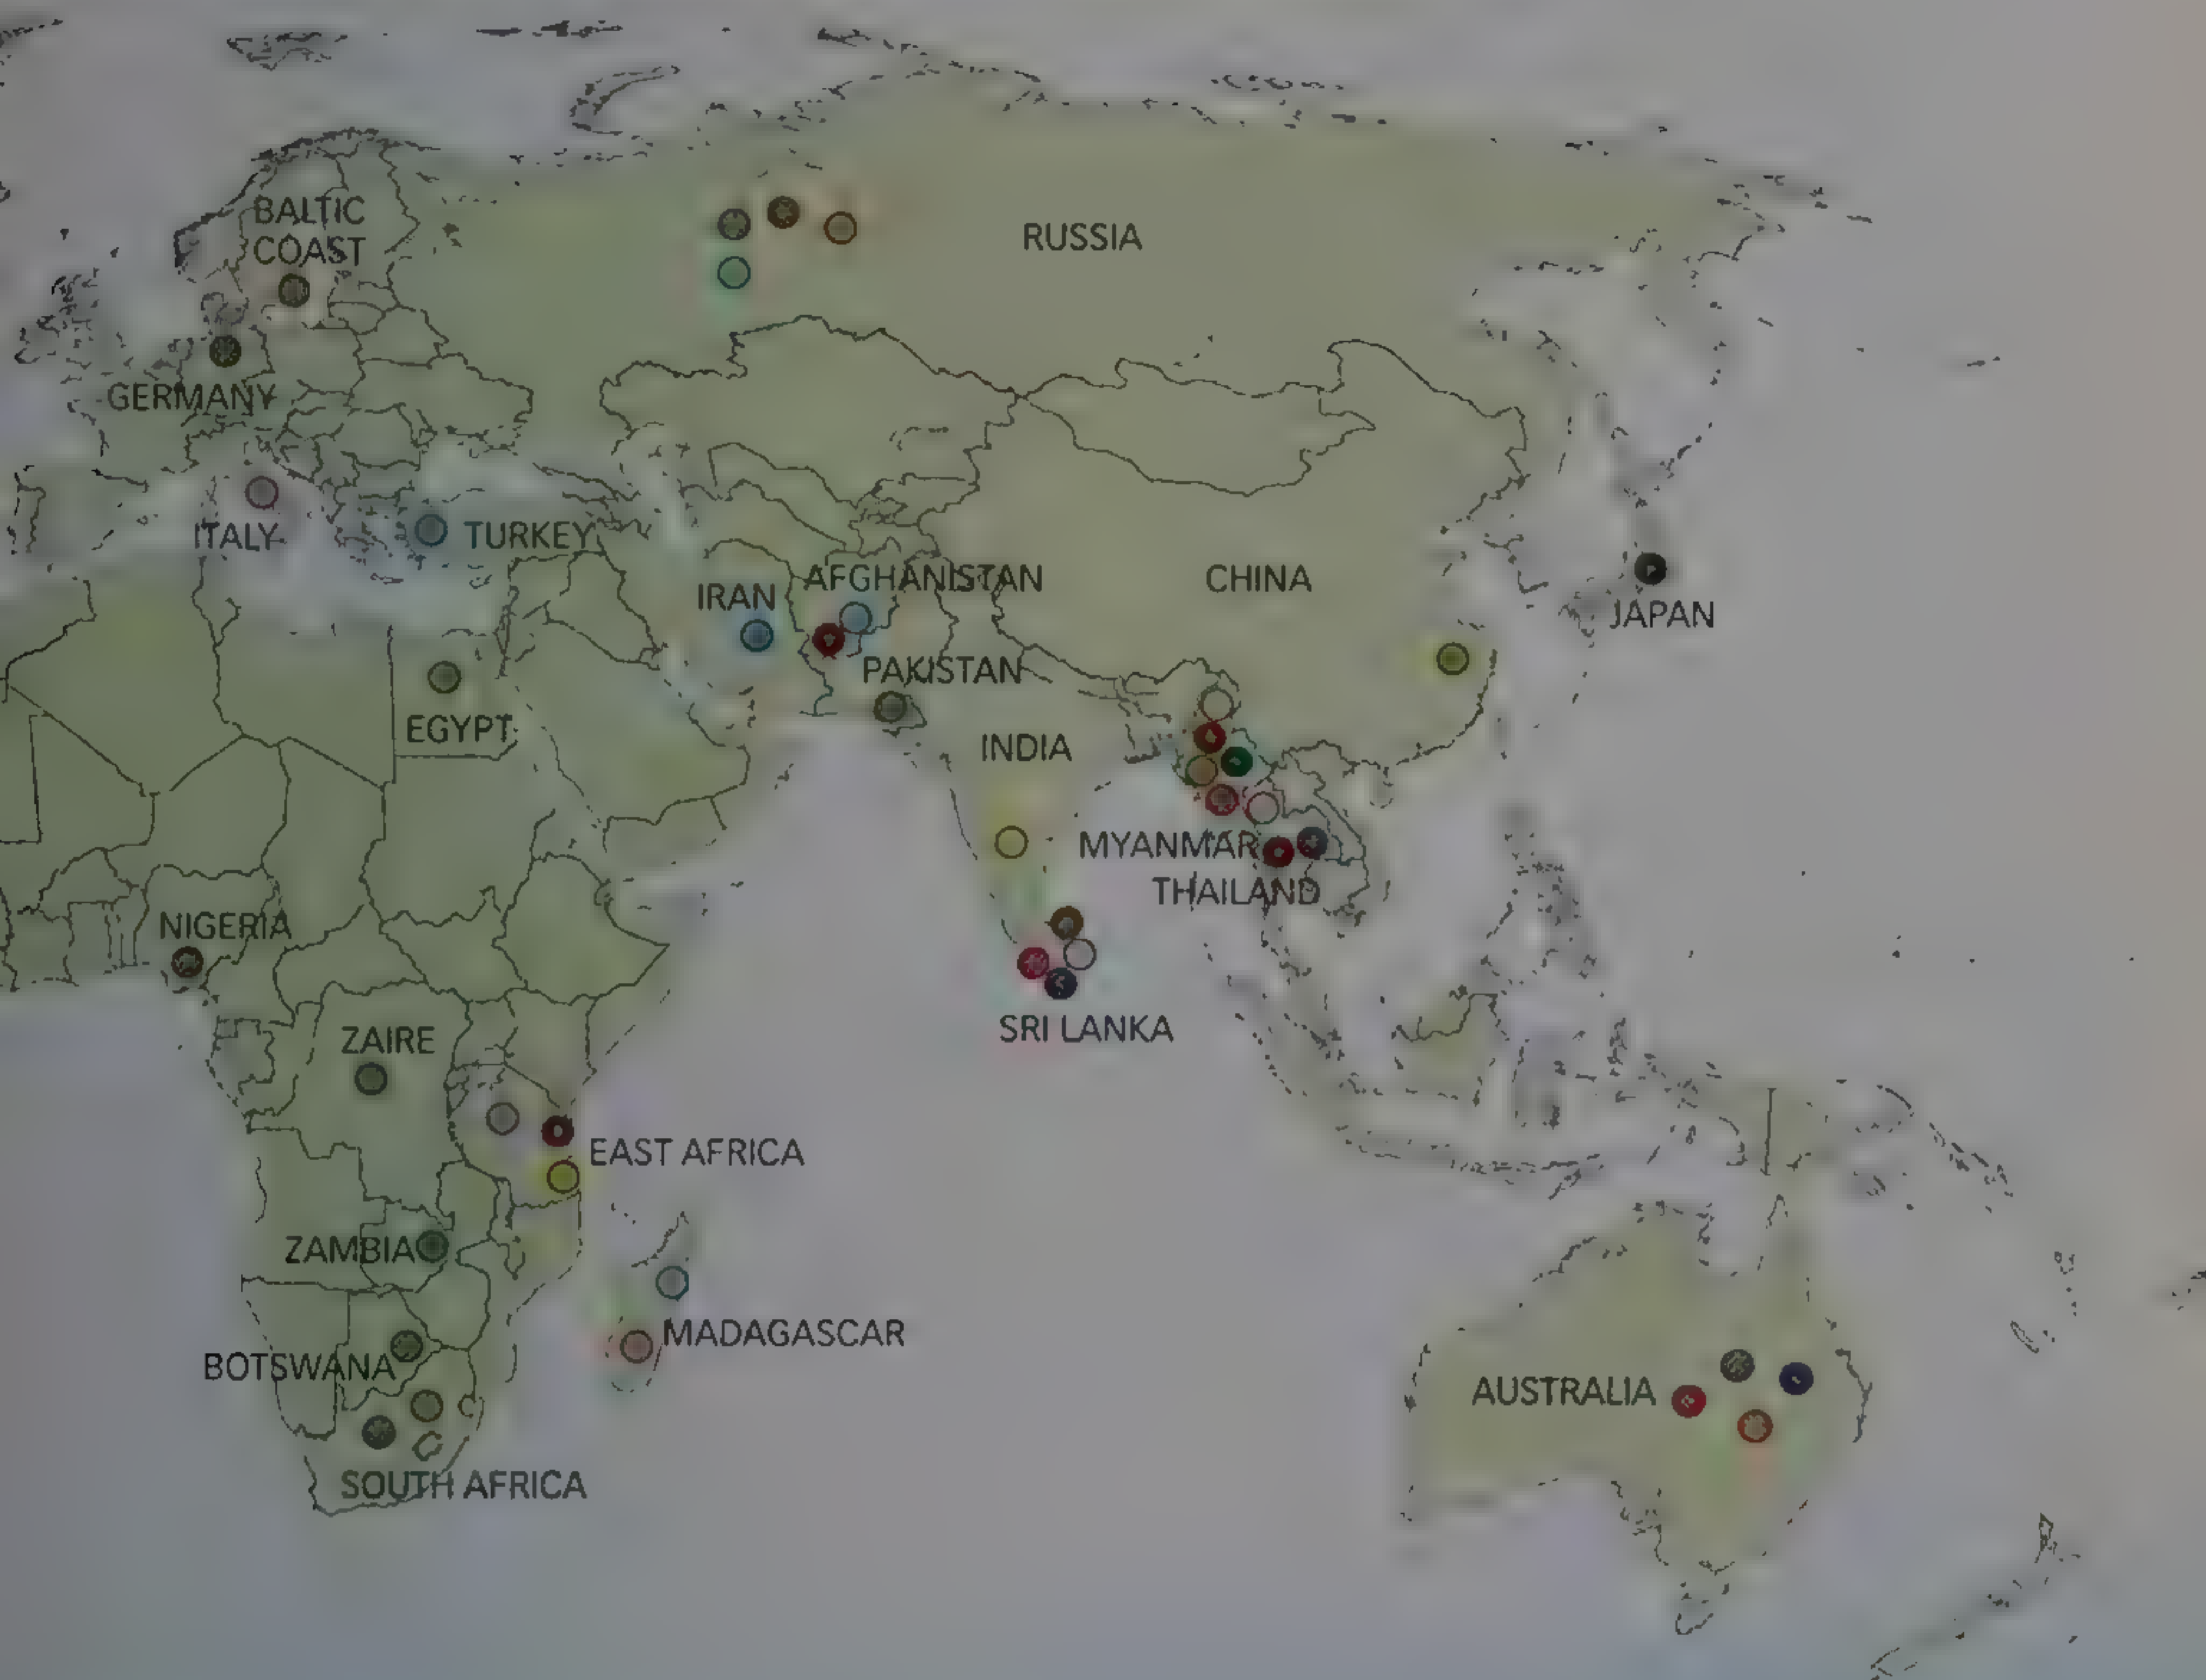 BALTIC
COAST
RUSSIA
GERMANY
ITALY
TURKEY
AFGHANISTAN
IRAN
CHINA
JAPAN
PAKISTAN
EGYPT
INDIA
MYANMAR
THAILAND
NIGERIA
SRI LANKA
ZAIRE
EAST AFRICA
ZAMBIA
MADAGASCAR
BOTSWANA
AUSTRALIA
SOUTH AFRICA